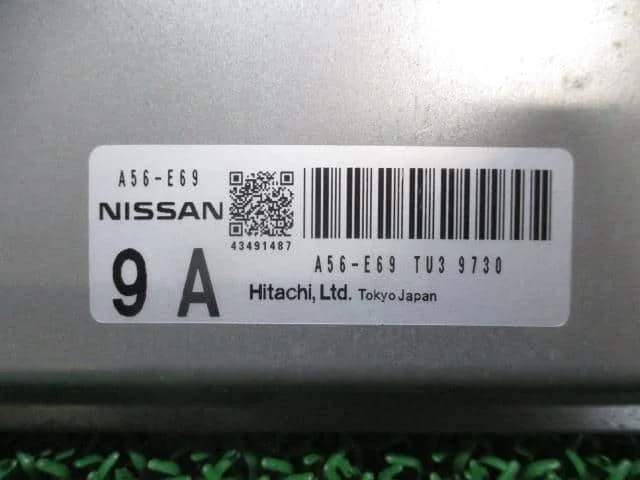 A56-E69
NISSAN
43491487
9 A
A56-E69 TU3 9730
Hitachi, Ltd. Tokyo Japan